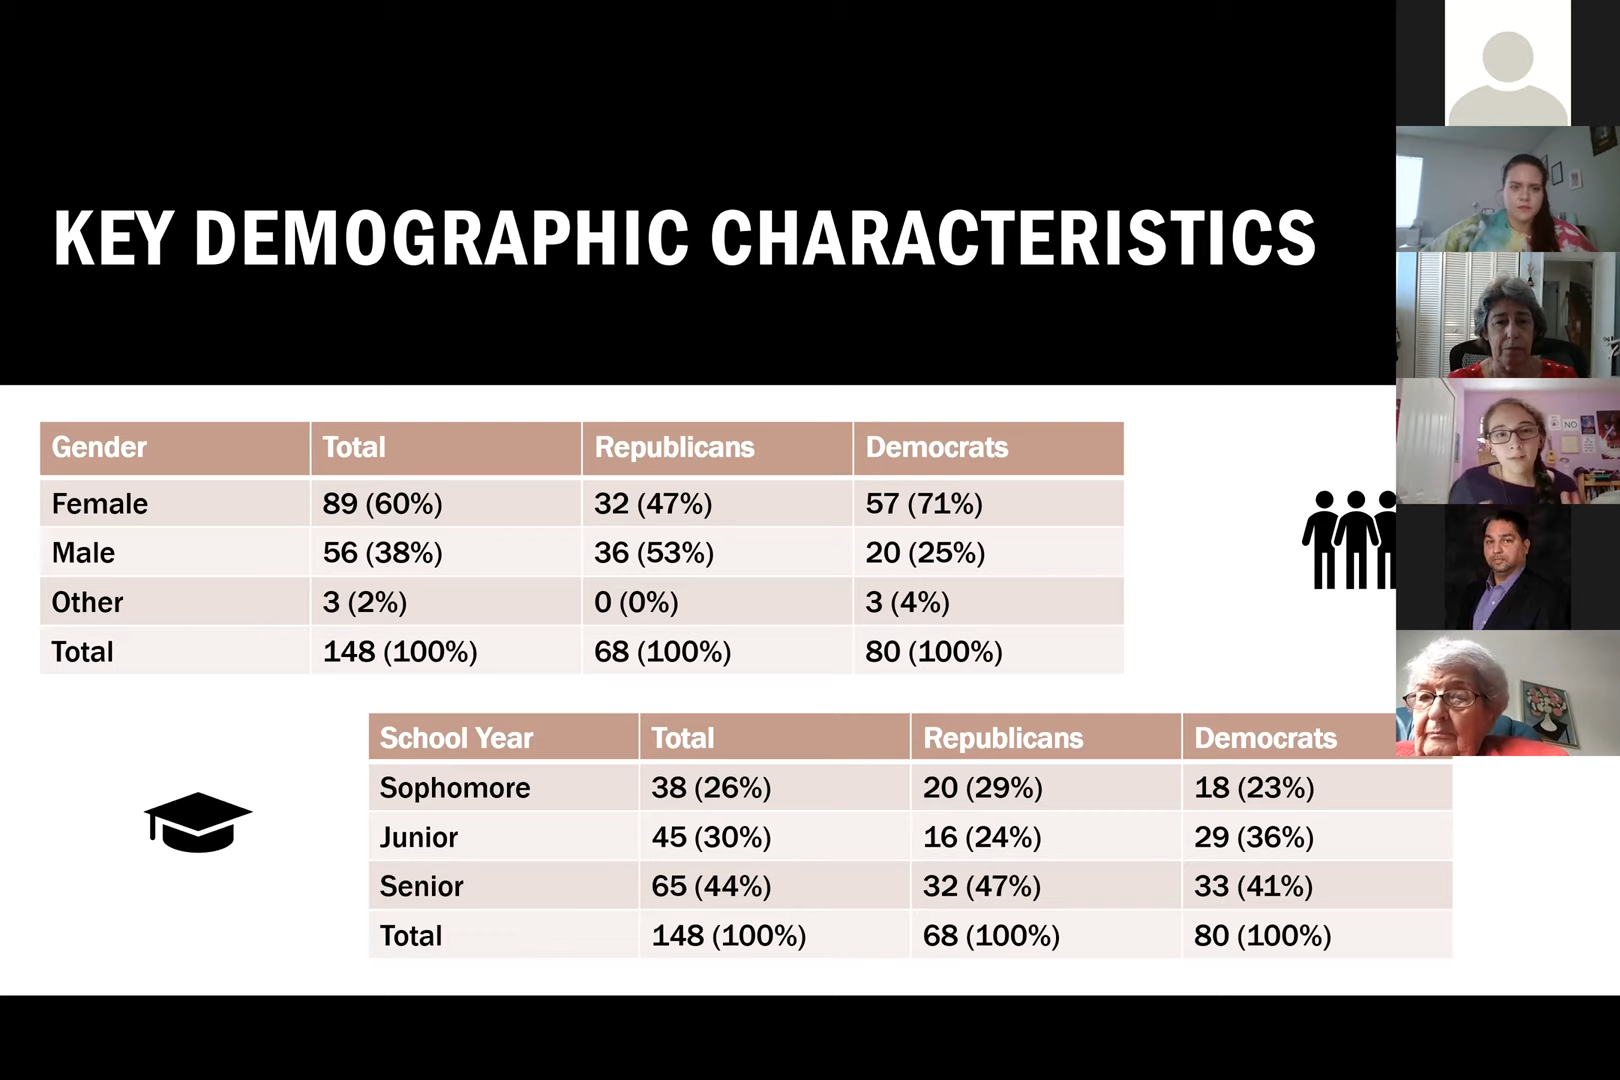 KEY DEMOGRAPHIC CHARACTERISTICS
Gender Total Republicans Democrats
Female 89 (60%) 32 (47%) 57 (71%)
Male 56 (38%) 36 (53%) 20 (25%)
Other 3 (2%) 0 (0%) 3 (4%)
Total 148 (100%) 68 (100%) 80 (100%)
School Year Total Republicans Democrats
Sophomore 38 (26%) 20 (29%) 18 (23%)
Junior 45 (30%) 16 (24%) 29 (36%)
Senior 65 (44%) 32 (47%) 33 (41%)
Total 148 (100%) 68 (100%) 80 (100%)
NO